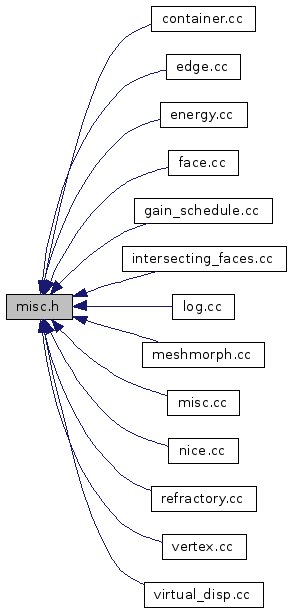 container.cc
edge.cc
energy.cc
face.cc
gain_schedule.cc
intersecting_faces.cc
misc.h
log.cc
meshmorph.cc
misc.cc
nice.cc
refractory.cc
vertex.cc
virtual_disp.cc